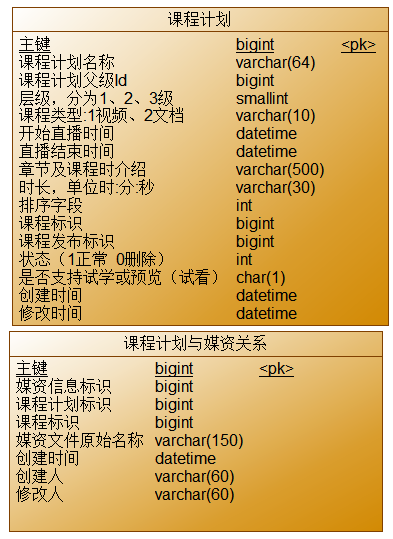 课程计划
主键 bigint <pk>
课程计划名称 varchar(64)
课程计划父级Id bigint
层级，分为1、2、3级 smallint
课程类型:1视频、2文档 varchar(10)
开始直播时间 datetime
直播结束时间 datetime
章节及课程时介绍 varchar(500)
时长，单位时:分:秒 varchar(30)
排序字段 int
课程标识 bigint
课程发布标识 bigint
状态（1正常 0删除） int
是否支持试学或预览（试看） char(1)
创建时间 datetime
修改时间 datetime
课程计划与媒资关系
主键 bigint <pk>
媒资信息标识 bigint
课程计划标识 bigint
课程标识 bigint
媒资文件原始名称 varchar(150)
创建时间 datetime
创建人 varchar(60)
修改人 varchar(60)